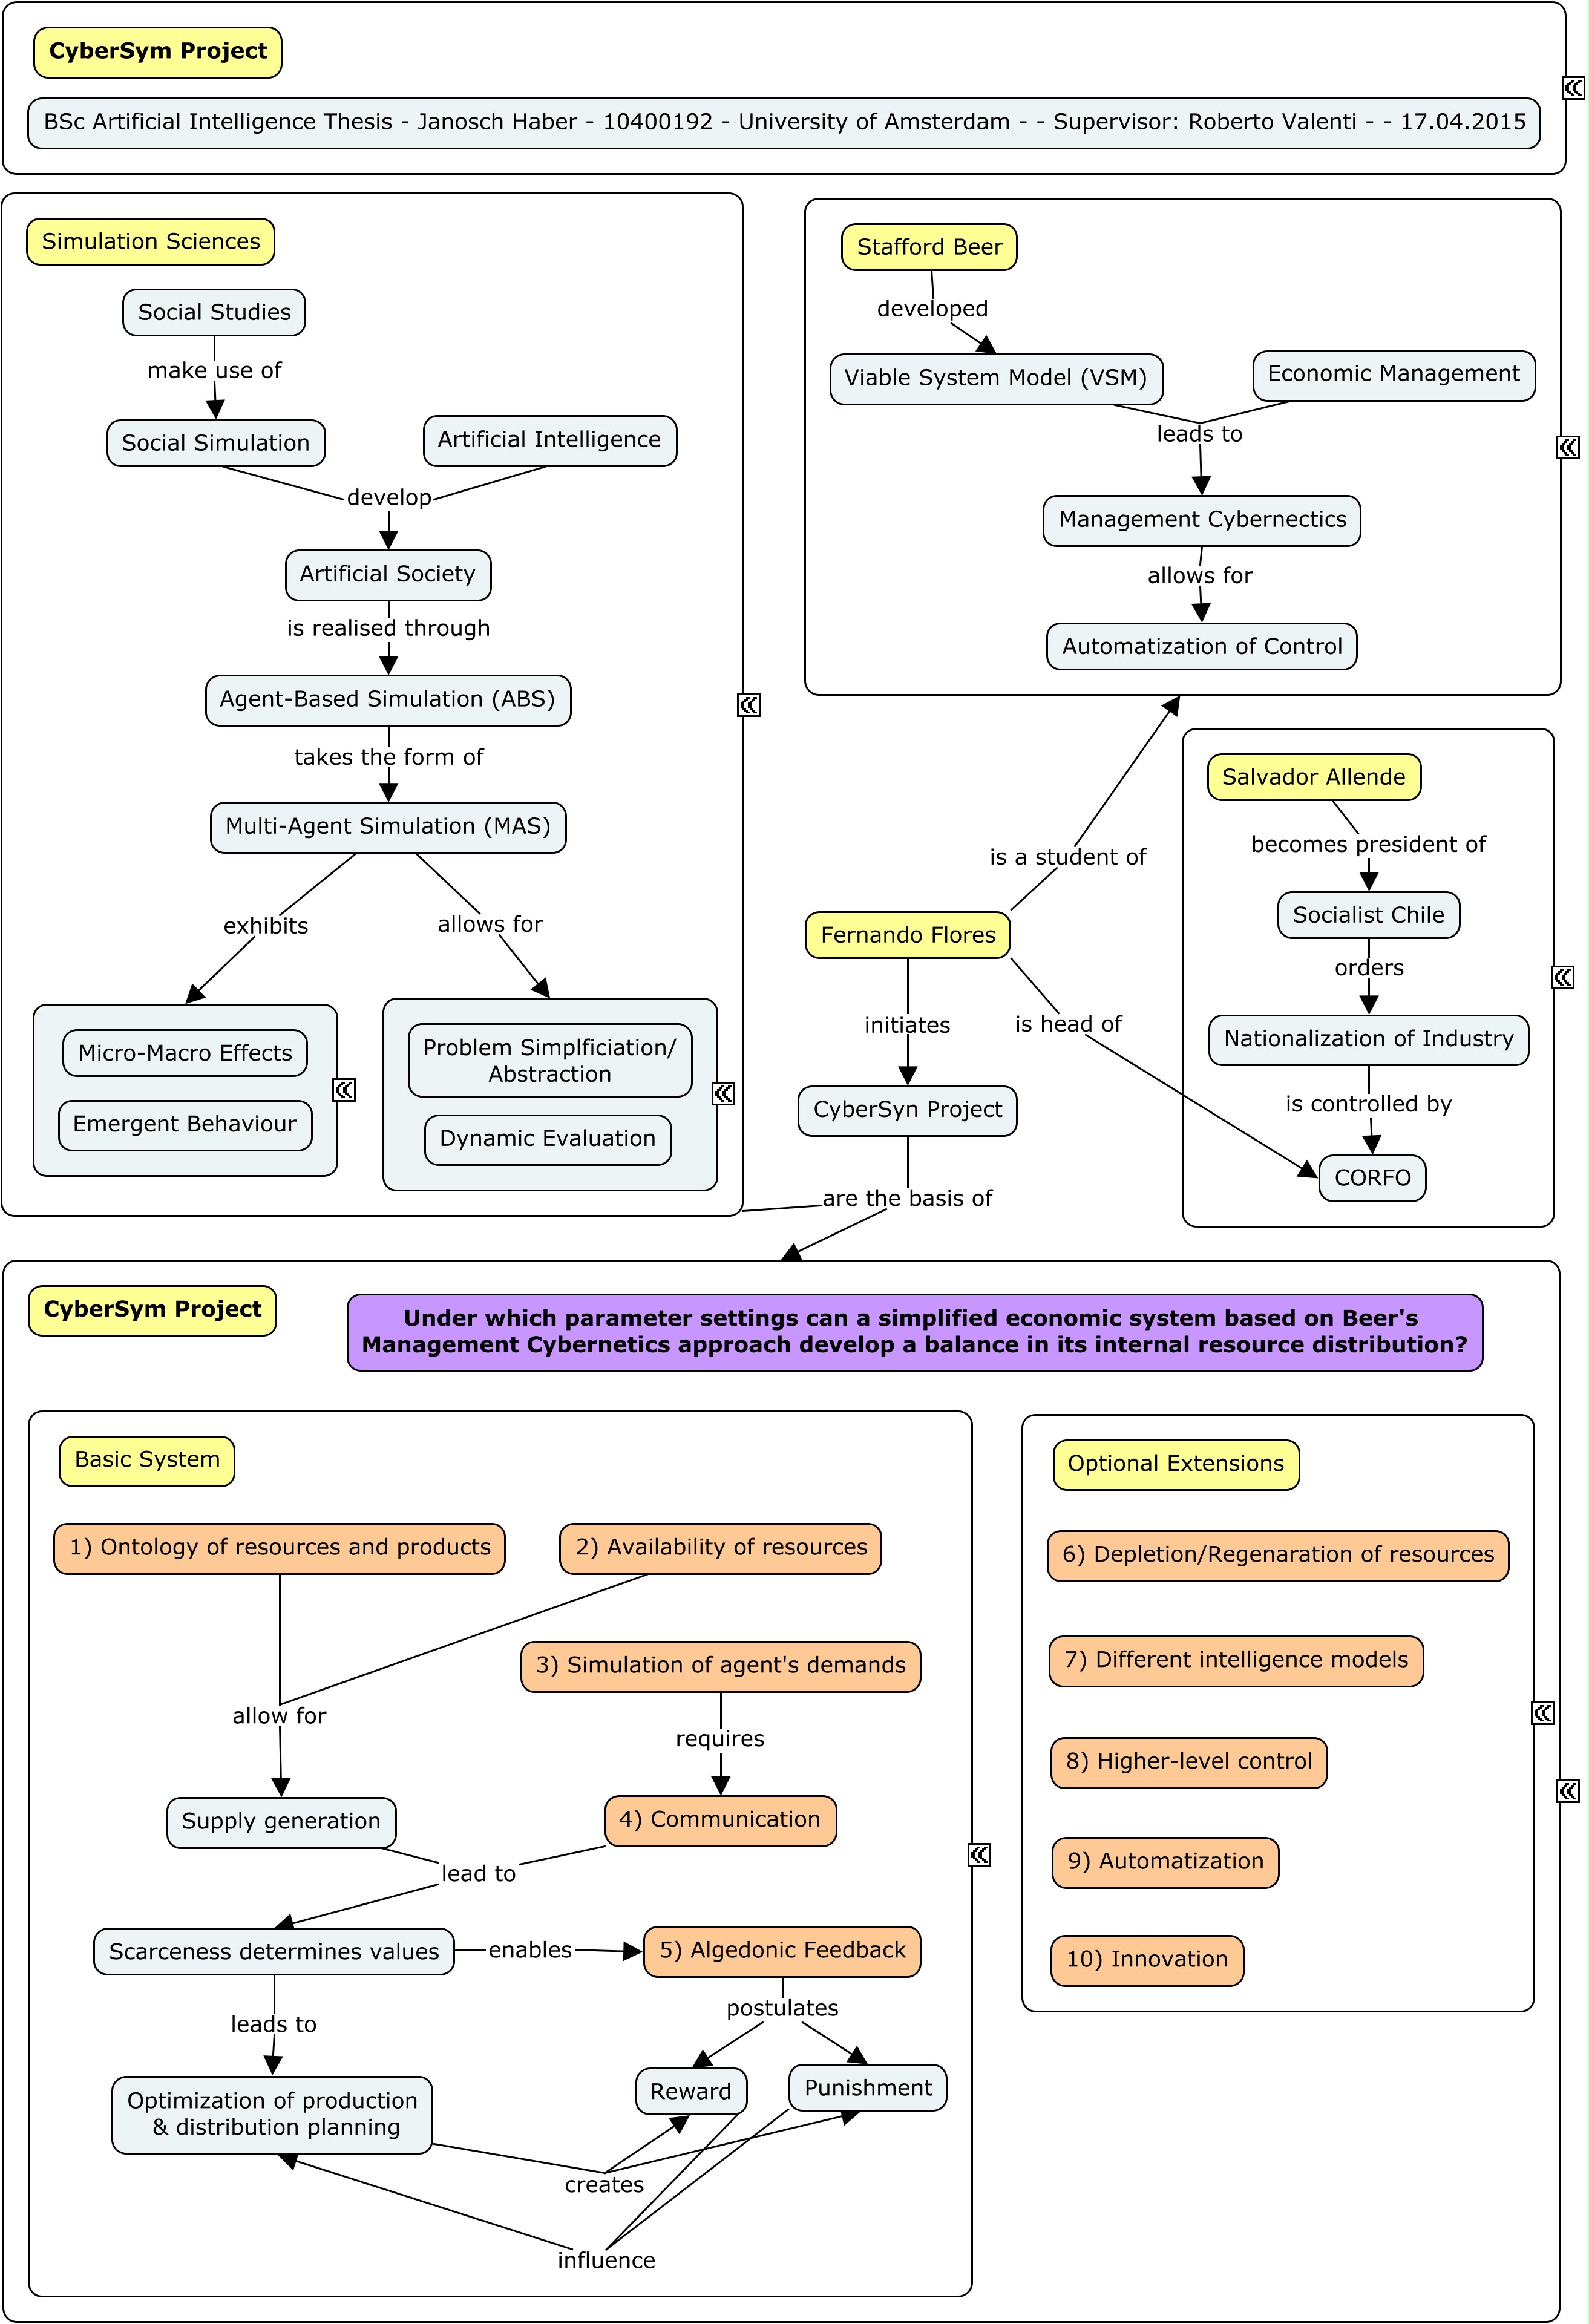 CyberSym Project
BSc Artificial Intelligence Thesis - Janosch Haber - 10400192 - University of Amsterdam - - Supervisor: Roberto Valenti - - 17.04.2015
Simulation Sciences
Social Studies
make use of
Social Simulation
Artificial Intelligence
develop
Artificial Society
is realised through
Agent-Based Simulation (ABS)
takes the form of
Multi-Agent Simulation (MAS)
exhibits
allows for
Micro-Macro Effects
Emergent Behaviour
Problem Simplficiation/
Abstraction
Dynamic Evaluation
Stafford Beer
developed
Viable System Model (VSM)
Economic Management
leads to
Management Cybernectics
allows for
Automatization of Control
Salvador Allende
becomes president of
Socialist Chile
orders
Nationalization of Industry
is controlled by
CORFO
is a student of
Fernando Flores
initiates
is head of
CyberSyn Project
are the basis of
CyberSym Project
Under which parameter settings can a simplified economic system based on Beer's
Management Cybernetics approach develop a balance in its internal resource distribution?
Basic System
1) Ontology of resources and products
2) Availability of resources
3) Simulation of agent's demands
allow for
requires
Supply generation
4) Communication
lead to
Scarceness determines values
enables
5) Algedonic Feedback
leads to
postulates
Optimization of production
& distribution planning
Reward
Punishment
creates
influence
Optional Extensions
6) Depletion/Regenaration of resources
7) Different intelligence models
8) Higher-level control
9) Automatization
10) Innovation